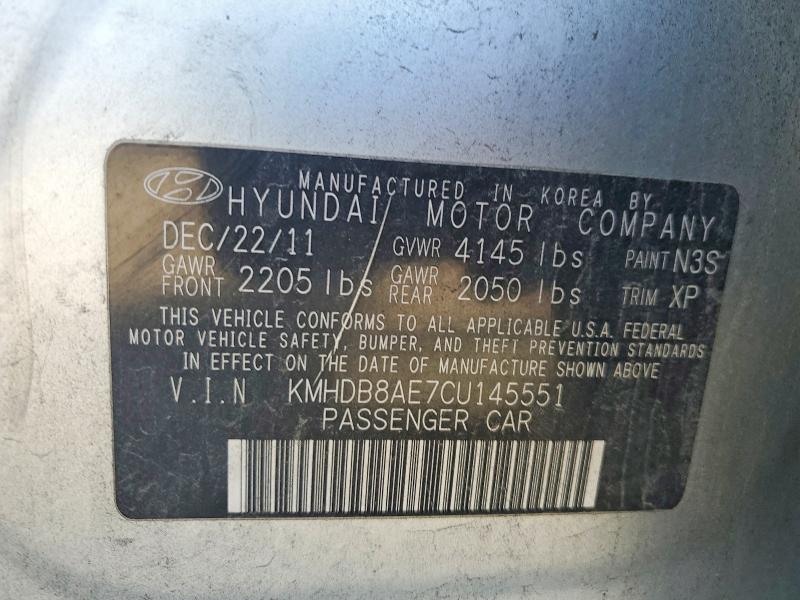 MANUFACTURED IN KOREA BY
HYUNDAI MOTOR COMPANY
DEC/22/11 GVWR 4145 lbs PAINT N3S
GAWR FRONT 2205 lbs GAWR REAR 2050 lbs TRIM XP
THIS VEHICLE CONFORMS TO ALL APPLICABLE U.S.A. FEDERAL
MOTOR VEHICLE SAFETY, BUMPER, AND THEFT PREVENTION STANDARDS
IN EFFECT ON THE DATE OF MANUFACTURE SHOWN ABOVE
V.I.N KMHDB8AE7CU145551
PASSENGER CAR